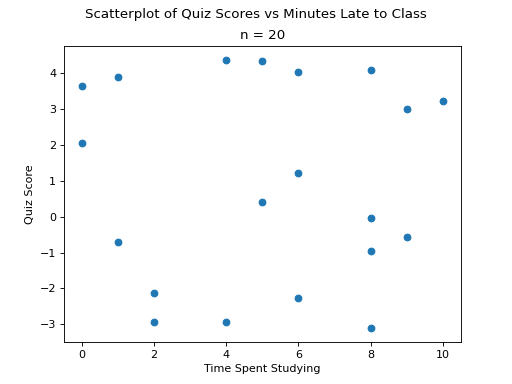 Scatterplot of Quiz Scores vs Minutes Late to Class
n = 20
4
3
2
1
0
−1
−2
−3
Quiz Score
0 2 4 6 8 10
Time Spent Studying